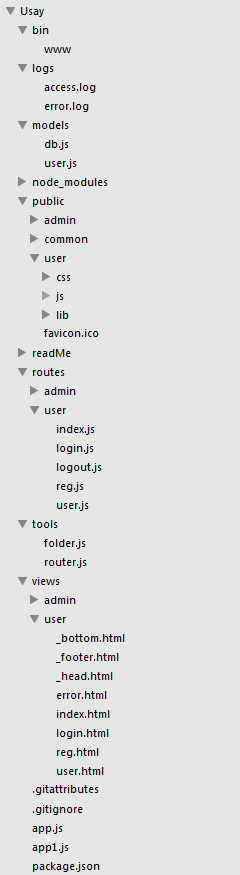 Usay
bin
www
logs
access.log
error.log
models
db.js
user.js
node_modules
public
admin
common
user
css
js
lib
favicon.ico
readMe
routes
admin
user
index.js
login.js
logout.js
reg.js
user.js
tools
folder.js
router.js
views
admin
user
_bottom.html
_footer.html
_head.html
error.html
index.html
login.html
reg.html
user.html
.gitattributes
.gitignore
app.js
app1.js
package.json